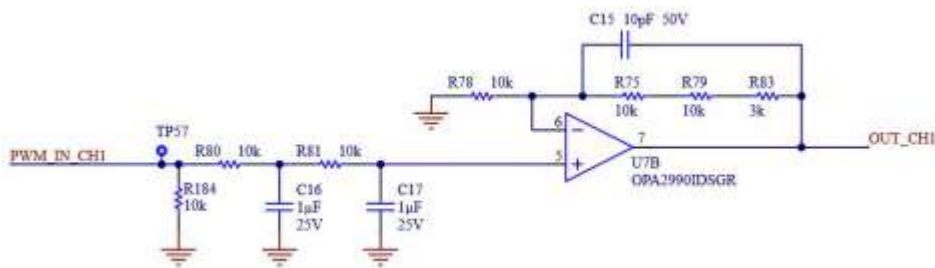 C15 10pF 50V
R78 10k
R75
R79
R83
10k
10k
3k
TP57
6
7
PWM_IN_CH1
R80 10k
R81 10k
5
OUT_CH1
U7B
OPA2990IDSGR
R184
10k
C16
1μF
25V
C17
1μF
25V